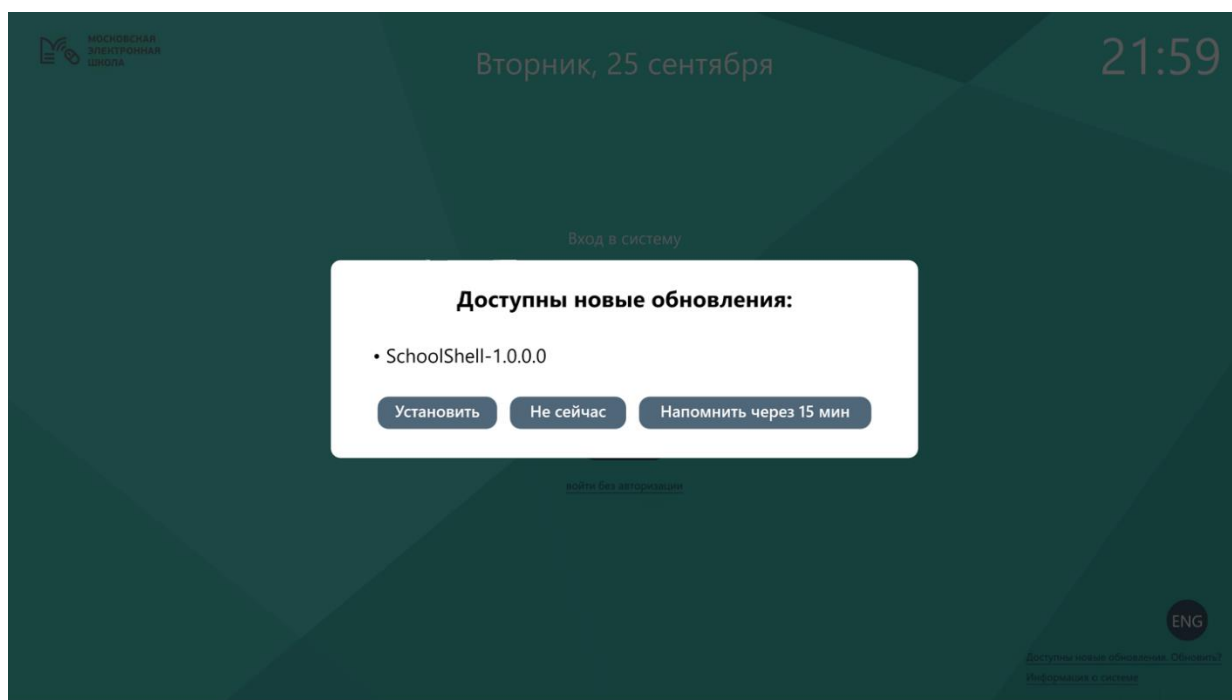 МОСКОВСКАЯ
ЭЛЕКТРОННАЯ
ШКОЛА
Вторник, 25 сентября
21:59
Вход в систему
Доступны новые обновления:
• SchoolShell-1.0.0.0
Установить
Не сейчас
Напомнить через 15 мин
войти без авторизации
ENG
Доступны новые обновления. Обновить?
Информация о системе